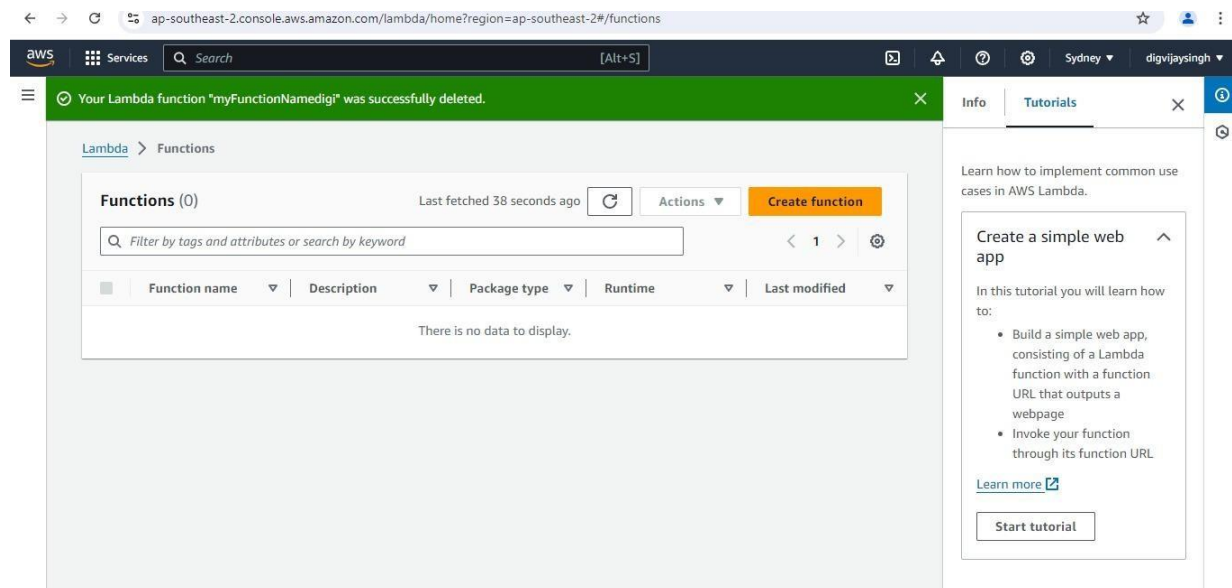 ap-southeast-2.console.aws.amazon.com/lambda/home?region=ap-southeast-2#/functions
aws Services Search [Alt+S] Sydney digvijaysingh
Your Lambda function "myFunctionNamedigi" was successfully deleted.
Info Tutorials
Lambda > Functions
Learn how to implement common use
cases in AWS Lambda.
Functions (0) Last fetched 38 seconds ago Actions Create function
Filter by tags and attributes or search by keyword 1
Function name Description Package type Runtime Last modified
There is no data to display.
Create a simple web
app
In this tutorial you will learn how
to:
• Build a simple web app,
consisting of a Lambda
function with a function
URL that outputs a
webpage
• Invoke your function
through its function URL
Learn more
Start tutorial